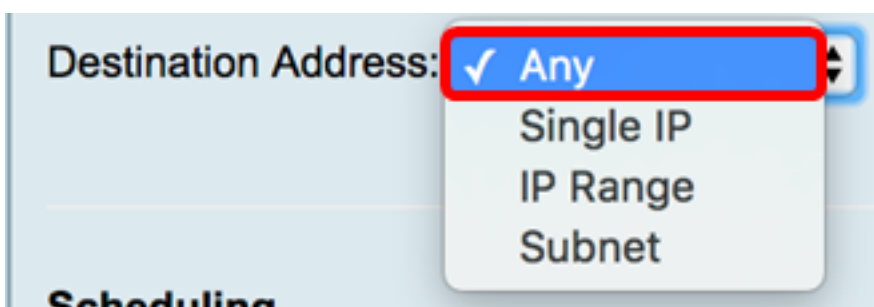 Destination Address: ✓ Any
Single IP
IP Range
Subnet
Scheduling